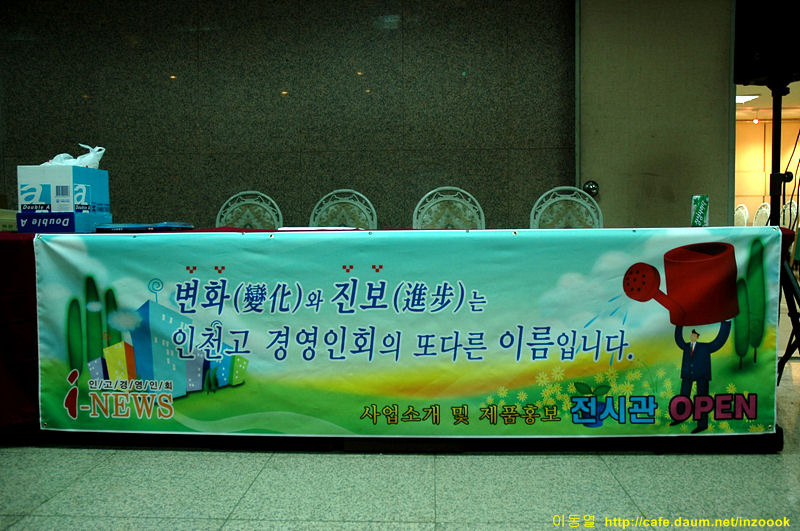 Double A
Double A
변화(變化)와 진보(進步)는
인천고 경영인회의 또다른 이름입니다.
인/고/경/영/인/회
i-NEWS
사업소개 및 제품홍보 전시관 OPEN
이동열 http://cafe.daum.net/inzoook